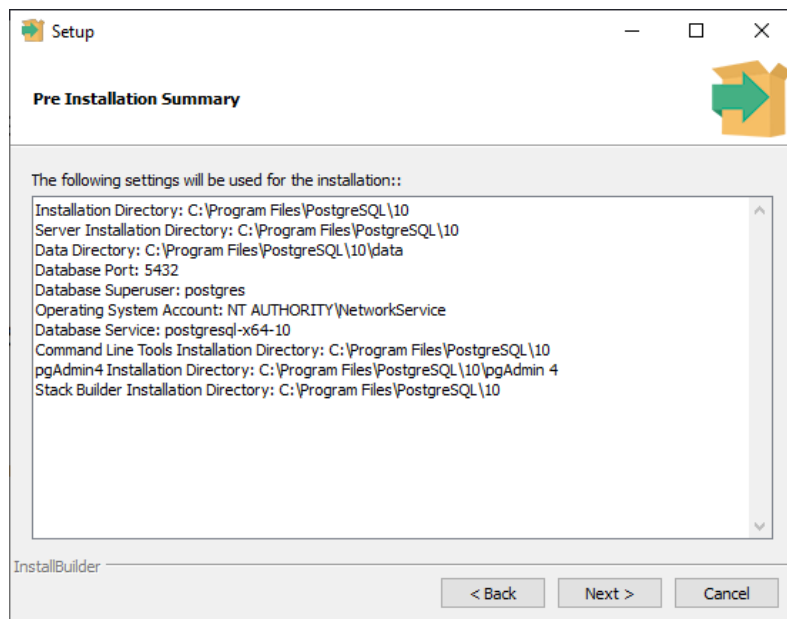 Setup
Pre Installation Summary
The following settings will be used for the installation::
Installation Directory: C:\Program Files\PostgreSQL\10
Server Installation Directory: C:\Program Files\PostgreSQL\10
Data Directory: C:\Program Files\PostgreSQL\10\data
Database Port: 5432
Database Superuser: postgres
Operating System Account: NT AUTHORITY\NetworkService
Database Service: postgresql-x64-10
Command Line Tools Installation Directory: C:\Program Files\PostgreSQL\10
pgAdmin4 Installation Directory: C:\Program Files\PostgreSQL\10\pgAdmin 4
Stack Builder Installation Directory: C:\Program Files\PostgreSQL\10
InstallBuilder
< Back Next > Cancel